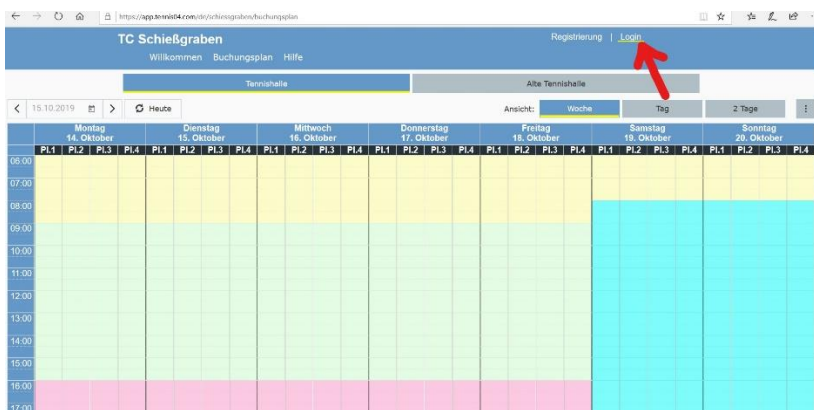 https://app.tennis04.com/de/schiessgraben/buchungsplan
TC Schießgraben
Registrierung | Login
Willkommen Buchungsplan Hilfe
Tennishalle Alte Tennishalle
15.10.2019 Heute Ansicht: Woche Tag 2 Tage
Montag Dienstag Mittwoch Donnerstag Freitag Samstag Sonntag
14. Oktober 15. Oktober 16. Oktober 17. Oktober 18. Oktober 19. Oktober 20. Oktober
Pl.1 Pl.2 Pl.3 Pl.4 Pl.1 Pl.2 Pl.3 Pl.4 Pl.1 Pl.2 Pl.3 Pl.4 Pl.1 Pl.2 Pl.3 Pl.4 Pl.1 Pl.2 Pl.3 Pl.4 Pl.1 Pl.2 Pl.3 Pl.4 Pl.1 Pl.2 Pl.3 Pl.4
06:00
07:00
08:00
09:00
10:00
11:00
12:00
13:00
14:00
15:00
16:00
17:00